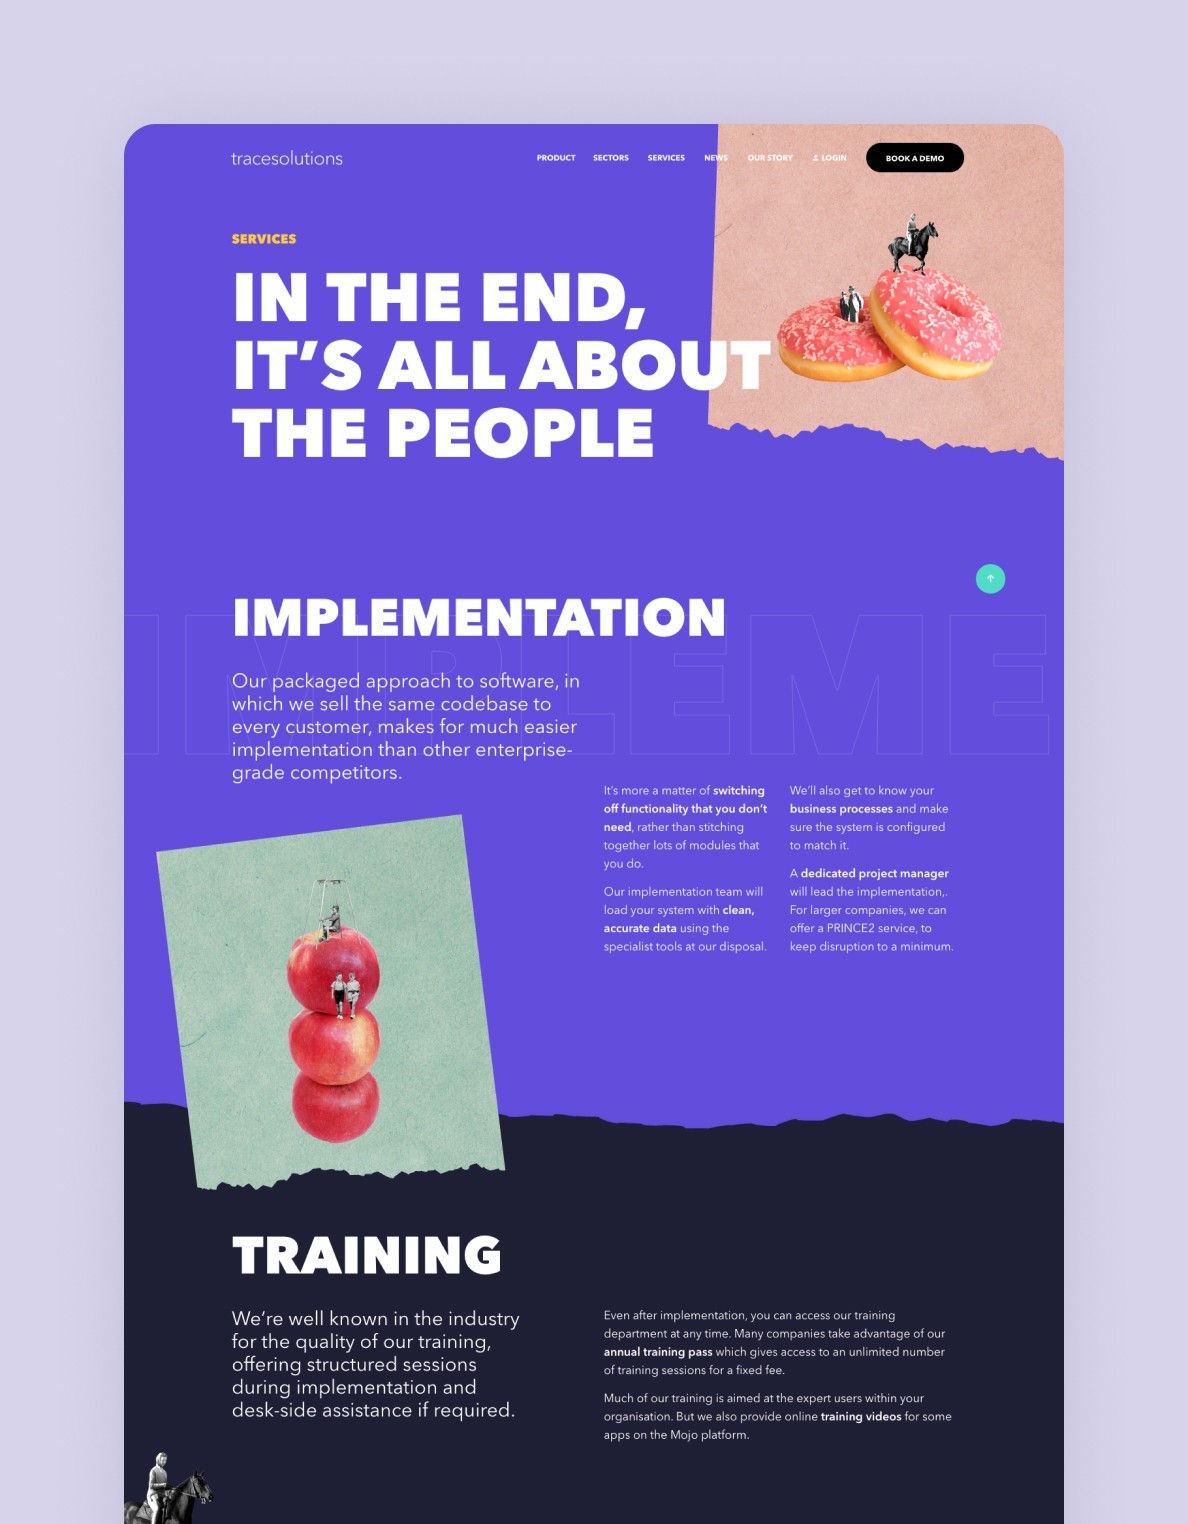 tracesolutions
PRODUCT
SECTORS
SERVICES
NEWS
OUR STORY
LOGIN
BOOK A DEMO
SERVICES
IN THE END,
IT’S ALL ABOUT
THE PEOPLE
IMPLEMENTATION
IMPLEME
Our packaged approach to software, in
which we sell the same codebase to
every customer, makes for much easier
implementation than other enterprise-
grade competitors.
It’s more a matter of switching
off functionality that you don’t
need, rather than stitching
together lots of modules that
you do.
Our implementation team will
load your system with clean,
accurate data using the
specialist tools at our disposal.
We’ll also get to know your
business processes and make
sure the system is configured
to match it.
A dedicated project manager
will lead the implementation,.
For larger companies, we can
offer a PRINCE2 service, to
keep disruption to a minimum.
TRAINING
We’re well known in the industry
for the quality of our training,
offering structured sessions
during implementation and
desk-side assistance if required.
Even after implementation, you can access our training
department at any time. Many companies take advantage of our
annual training pass which gives access to an unlimited number
of training sessions for a fixed fee.
Much of our training is aimed at the expert users within your
organisation. But we also provide online training videos for some
apps on the Mojo platform.